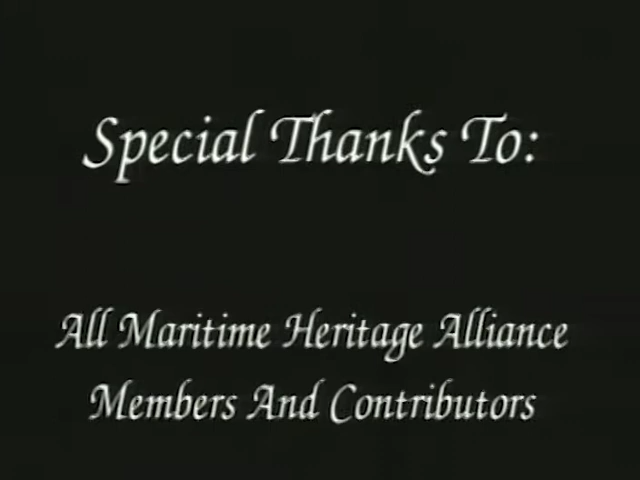 Special Thanks To:
All Maritime Heritage Alliance
Members And Contributors